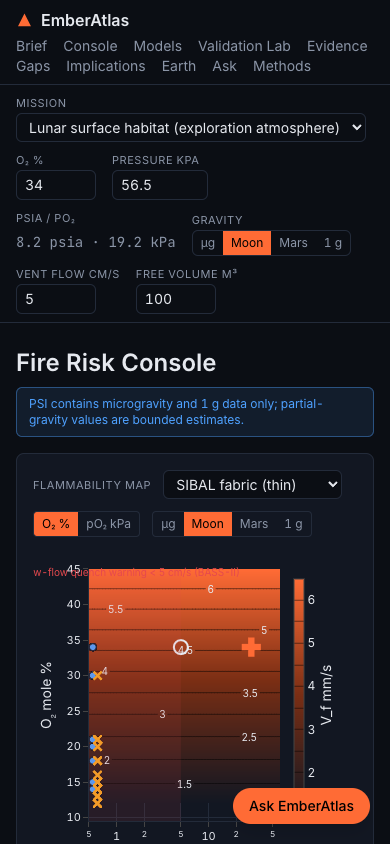 EmberAtlas
Brief Console Models Validation Lab Evidence
Gaps Implications Earth Ask Methods
MISSION
Lunar surface habitat (exploration atmosphere)
O₂ % PRESSURE KPA
34 56.5
PSIA / PO₂ GRAVITY
8.2 psia · 19.2 kPa µg Moon Mars 1 g
VENT FLOW CM/S FREE VOLUME M³
5 100
Fire Risk Console
PSI contains microgravity and 1 g data only; partial-
gravity values are bounded estimates.
FLAMMABILITY MAP SIBAL fabric (thin)
O₂ % pO₂ kPa µg Moon Mars 1 g
45
40
35
30
25
20
15
10
O₂ mole %
5 1 2 5 10 2 5
6
5.5
5
4.5
4
3.5
3
2.5
2
1.5
6
5
4
3
2
V_f mm/s
Ask EmberAtlas